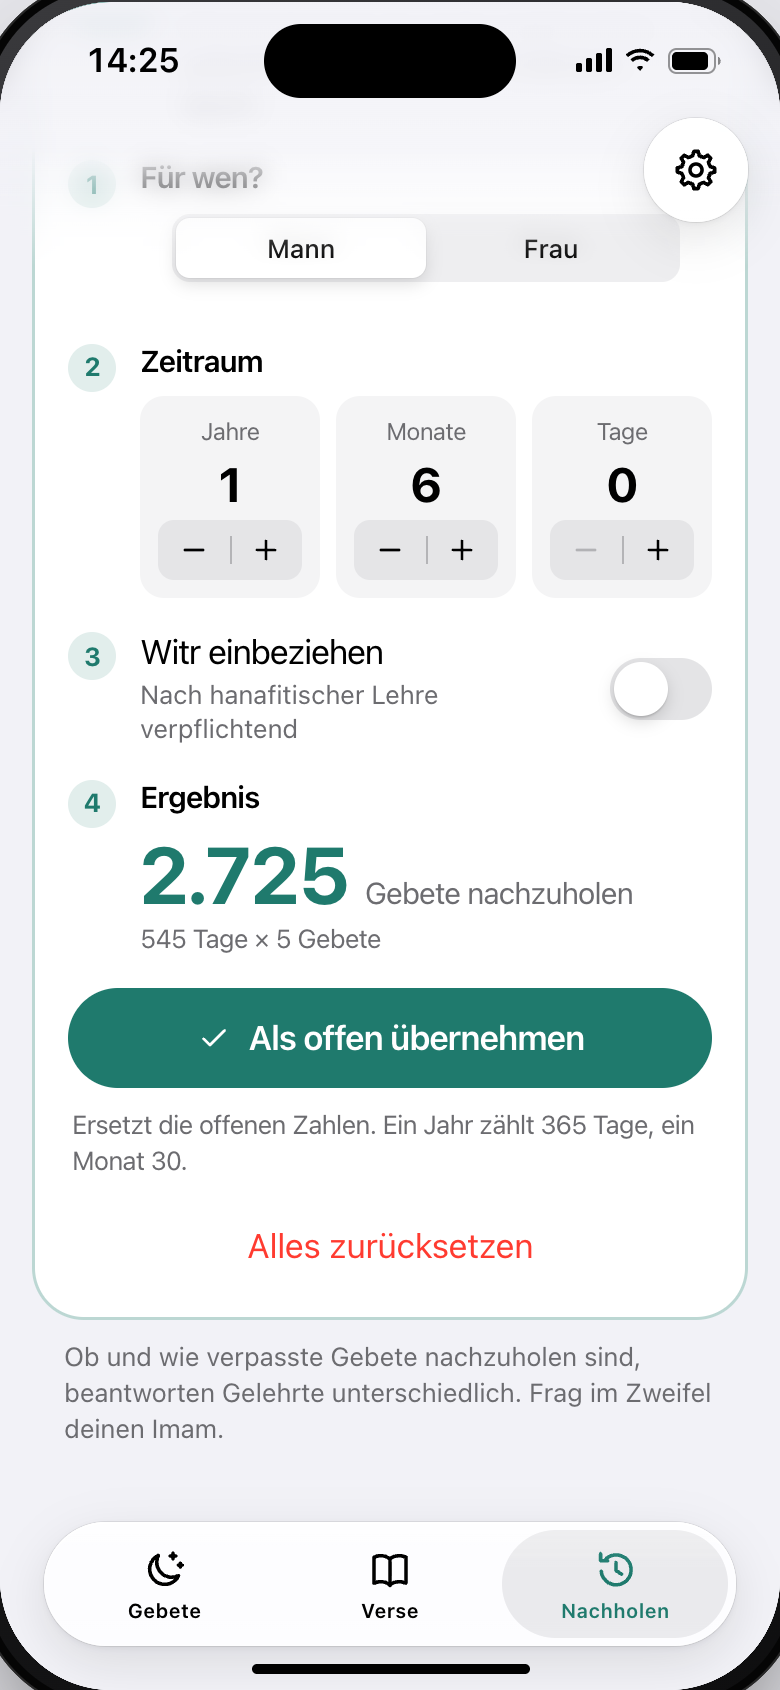 14:25
1
Für wen?
Mann
Frau
2
Zeitraum
Jahre
Monate
Tage
1
6
0
3
Witr einbeziehen
Nach hanafitischer Lehre
verpflichtend
4
Ergebnis
2.725 Gebete nachzuholen
545 Tage × 5 Gebete
Als offen übernehmen
Ersetzt die offenen Zahlen. Ein Jahr zählt 365 Tage, ein
Monat 30.
Alles zurücksetzen
Ob und wie verpasste Gebete nachzuholen sind,
beantworten Gelehrte unterschiedlich. Frag im Zweifel
deinen Imam.
Gebete
Verse
Nachholen